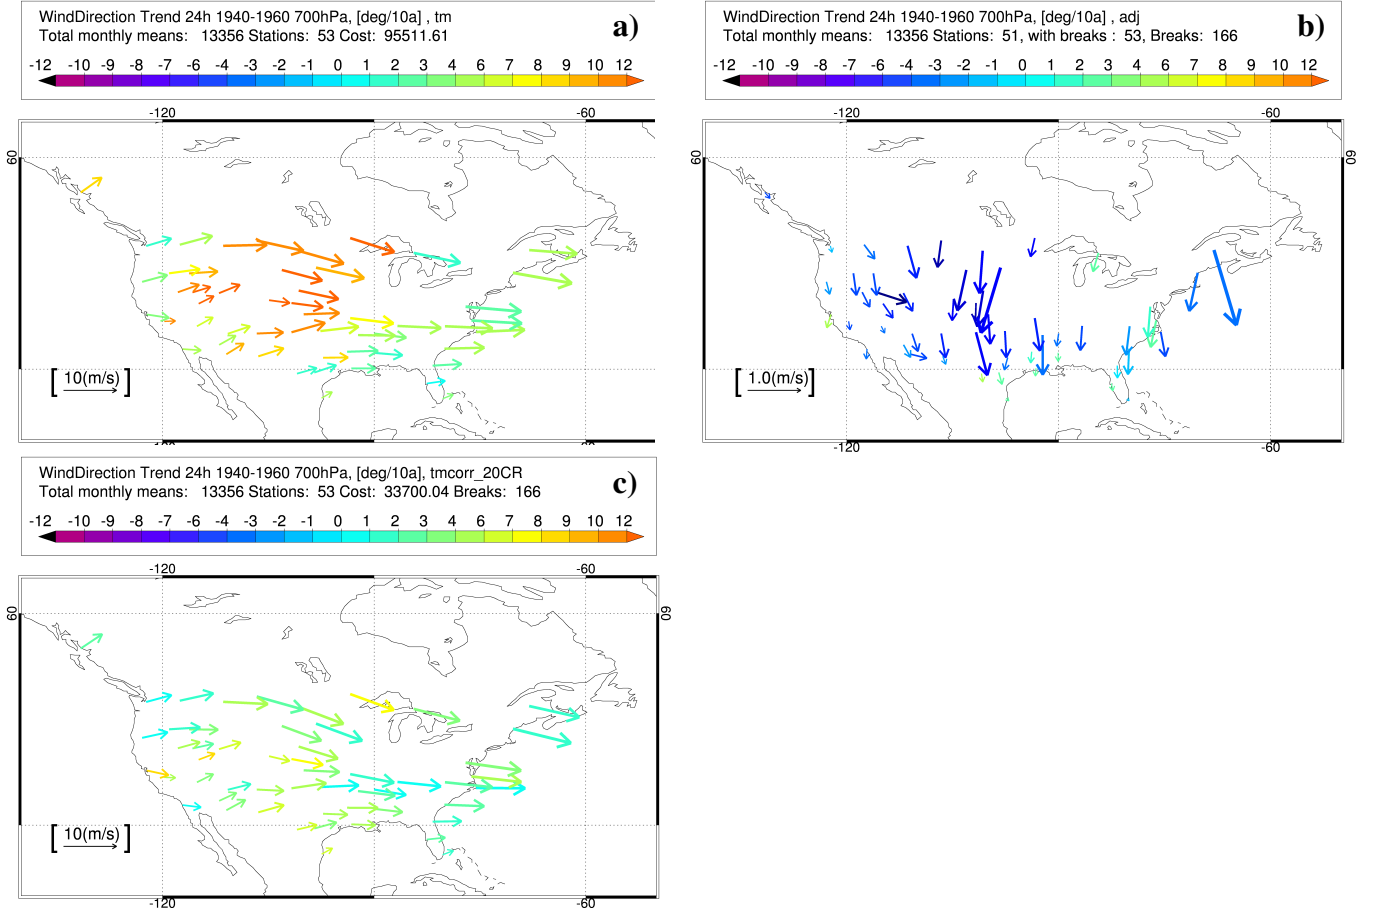 WindDirection Trend 24h 1940-1960 700hPa, [deg/10a] , tm
Total monthly means: 13356 Stations: 53 Cost: 95511.61
a)
-12 -10 -9 -8 -7 -6 -4 -3 -2 -1 0 1 2 3 4 6 7 8 9 10 12
-120 -60
60
[ 10(m/s) ]
-120 -60
WindDirection Trend 24h 1940-1960 700hPa, [deg/10a] , adj
Total monthly means: 13356 Stations: 51, with breaks : 53, Breaks: 166
b)
-12 -10 -9 -8 -7 -6 -4 -3 -2 -1 0 1 2 3 4 6 7 8 9 10 12
-120 -60
60
[ 1.0(m/s) ]
-120 -60
WindDirection Trend 24h 1940-1960 700hPa, [deg/10a], tmcorr_20CR
Total monthly means: 13356 Stations: 53 Cost: 33700.04 Breaks: 166
c)
-12 -10 -9 -8 -7 -6 -4 -3 -2 -1 0 1 2 3 4 6 7 8 9 10 12
-120 -60
60 60
[ 10(m/s) ]
-120 -60